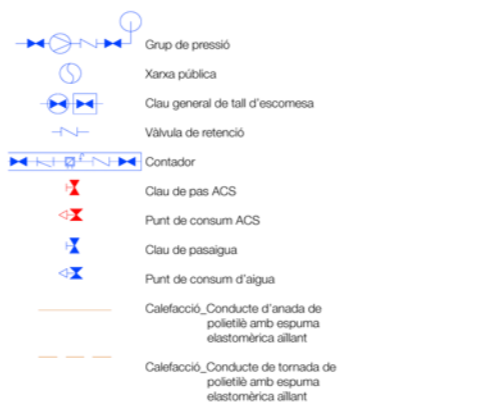 Grup de pressió
Xarxa pública
Clau general de tall d'escomesa
Vàlvula de retenció
Contador
Clau de pas ACS
Punt de consum ACS
Clau de pasaigua
Punt de consum d'aigua
Calefacció_Conducte d'anada de
polietilè amb espuma
elastomèrica aïllant
Calefacció_Conducte de tornada de
polietilè amb espuma
elastomèrica aïllant